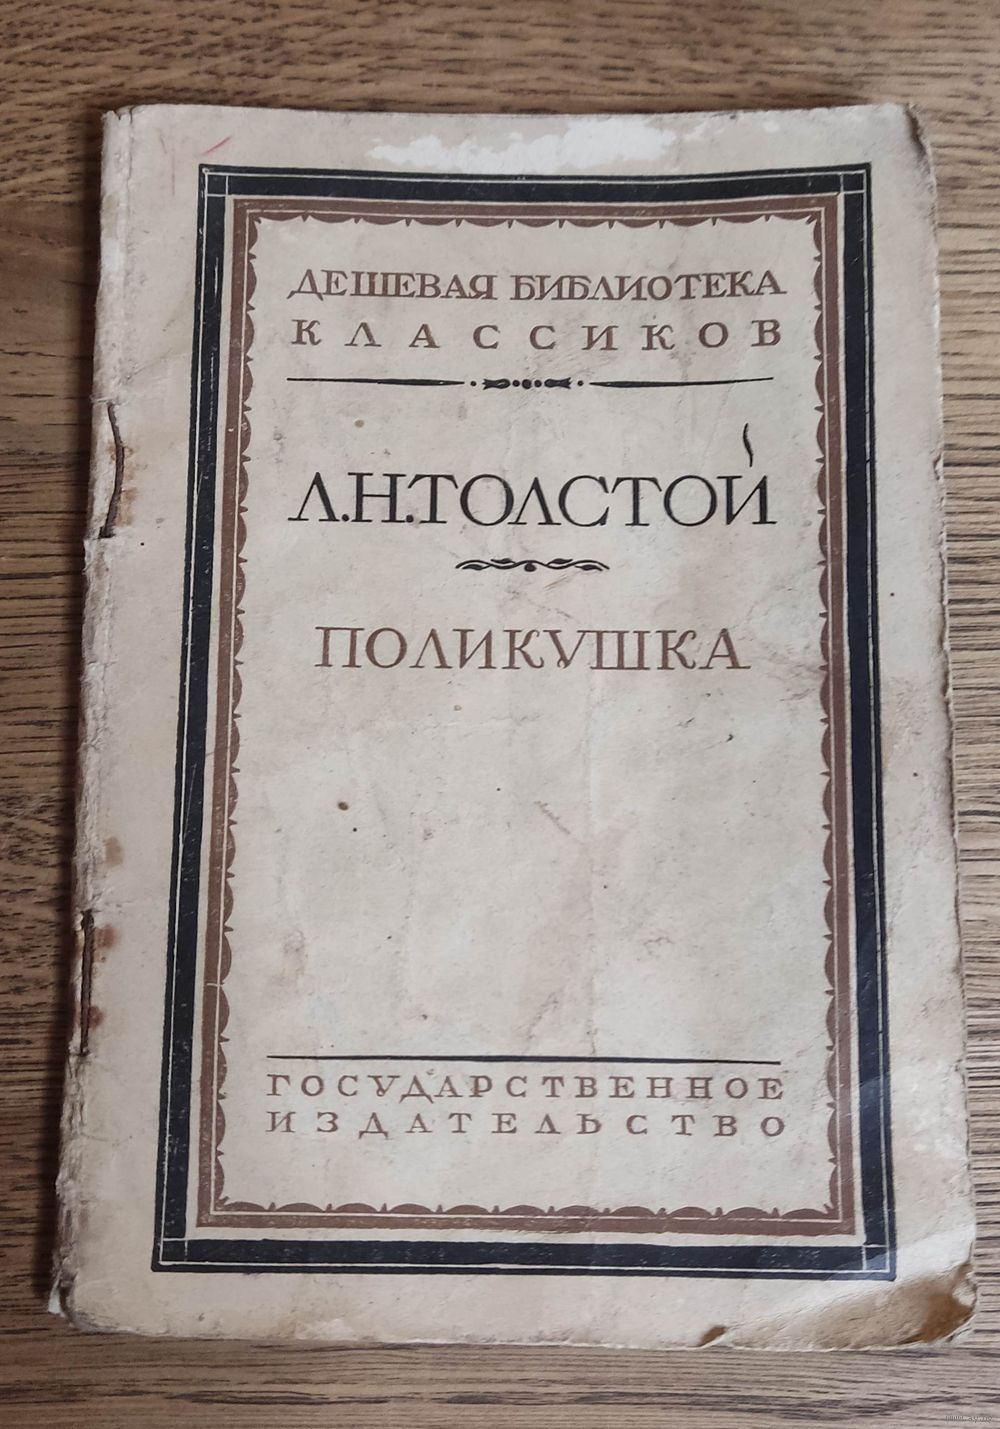 ДЕШЕВАЯ БИБЛИОТЕКА
КЛАССИКОВ
Л.Н.ТОЛСТОЙ
ПОЛИКУШКА
ГОСУДАРСТВЕННОЕ
ИЗДАТЕЛЬСТВО